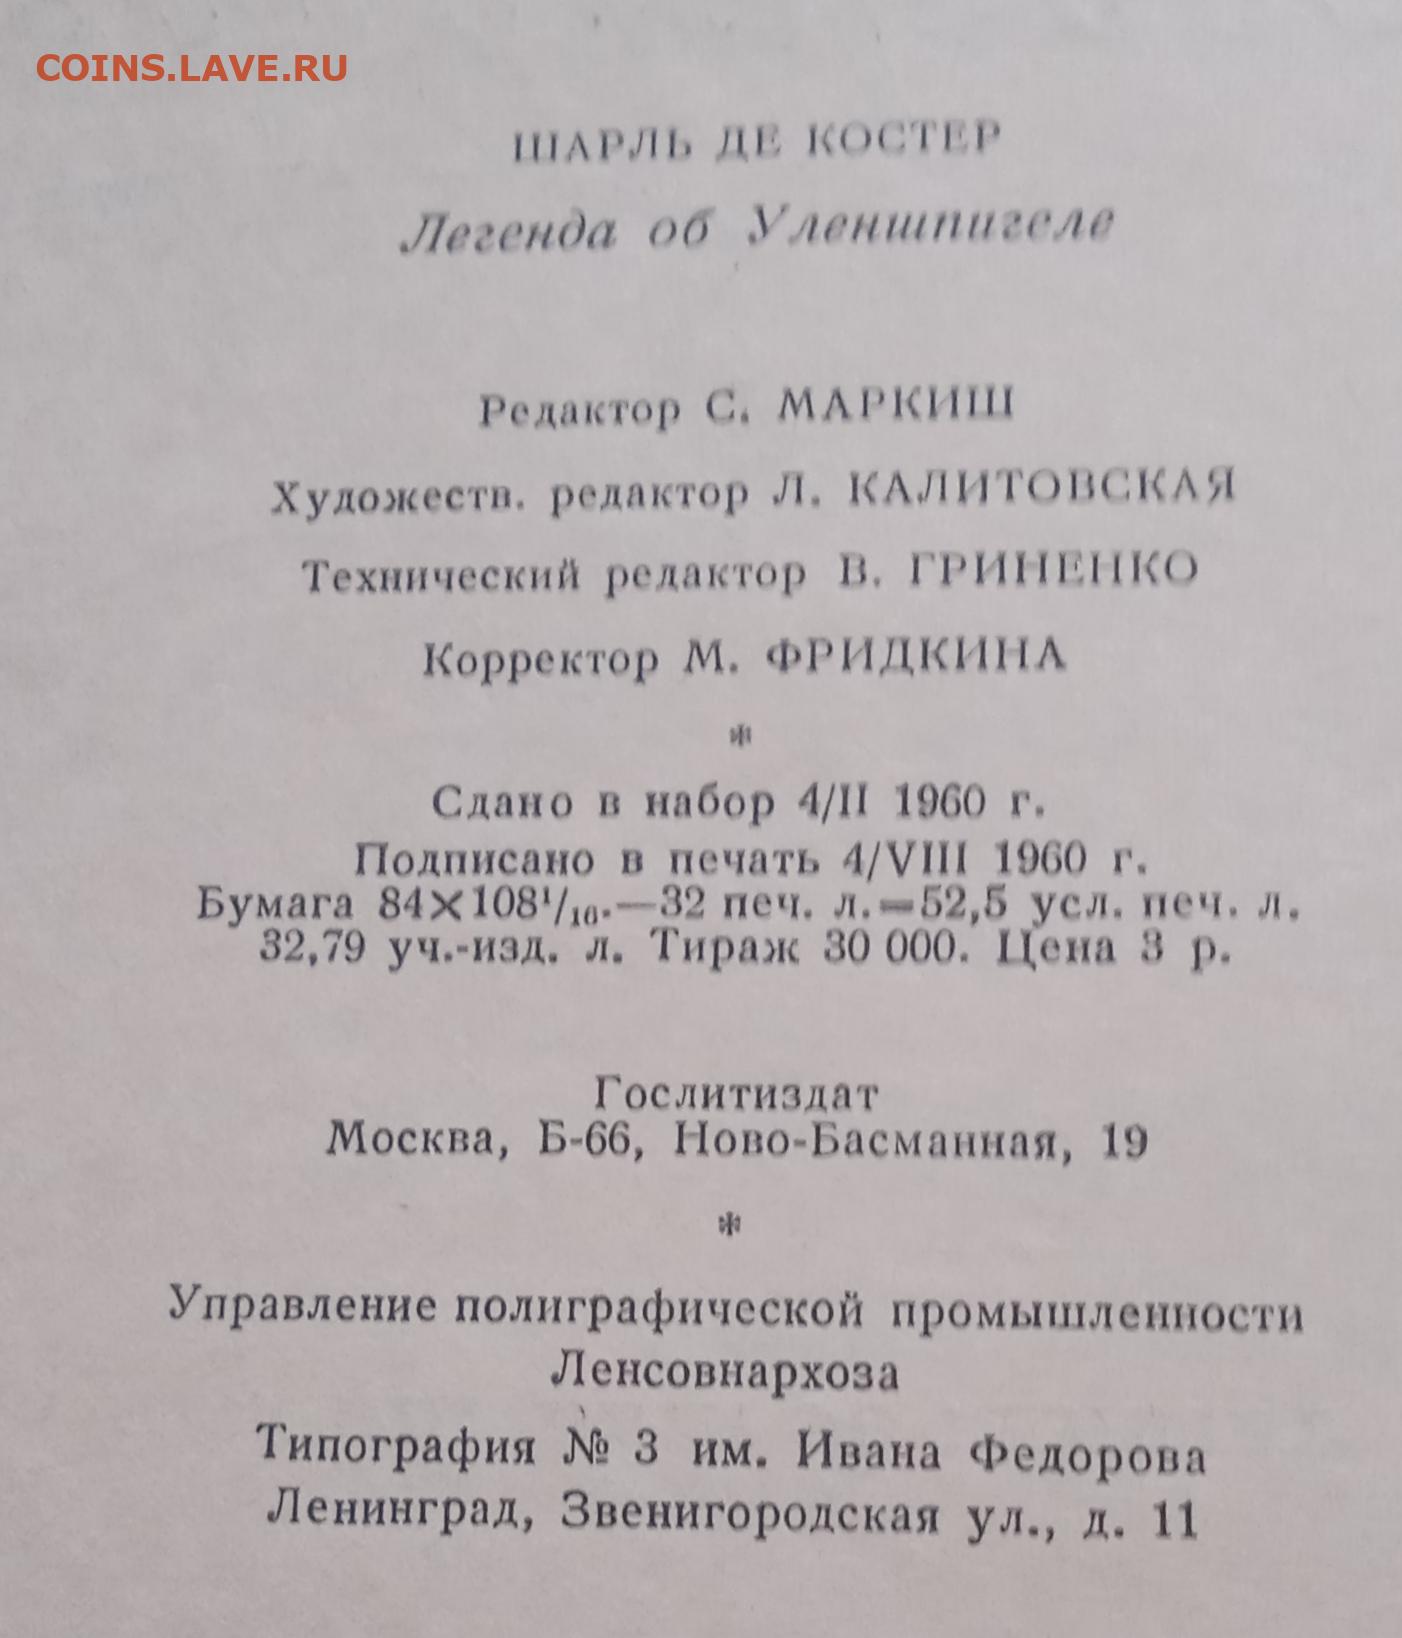 COINS.LAVE.RU
ШАРЛЬ ДЕ КОСТЕР
Легенда об Уленшпигеле
Редактор С. МАРКИШ
Художеств. редактор Л. КАЛИТОВСКАЯ
Технический редактор В. ГРИНЕНКО
Корректор М. ФРИДКИНА
*
Сдано в набор 4/II 1960 г.
Подписано в печать 4/VIII 1960 г.
Бумага 84×108¹/₁₆.—32 печ. л.=52,5 усл. печ. л.
32,79 уч.-изд. л. Тираж 30 000. Цена 3 р.
Гослитиздат
Москва, Б-66, Ново-Басманная, 19
*
Управление полиграфической промышленности
Ленсовнархоза
Типография № 3 им. Ивана Федорова
Ленинград, Звенигородская ул., д. 11